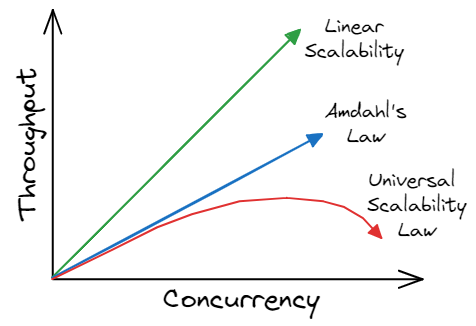 Linear
Scalability
Throughput
Amdahl's
Law
Universal
Scalability
Law
Concurrency